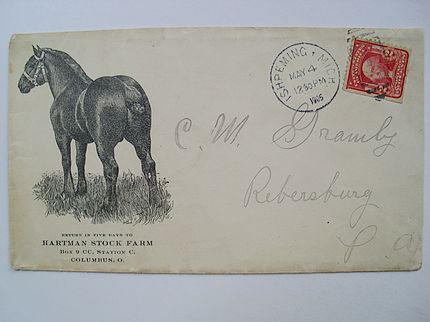 ISHPEMING, MICH.
MAY 4
12:30 PM
1905
C. W. Gramby
Rebersburg
P. a
RETURN IN FIVE DAYS TO
HARTMAN STOCK FARM
BOX 9 CC, STATION C,
COLUMBUS, O.